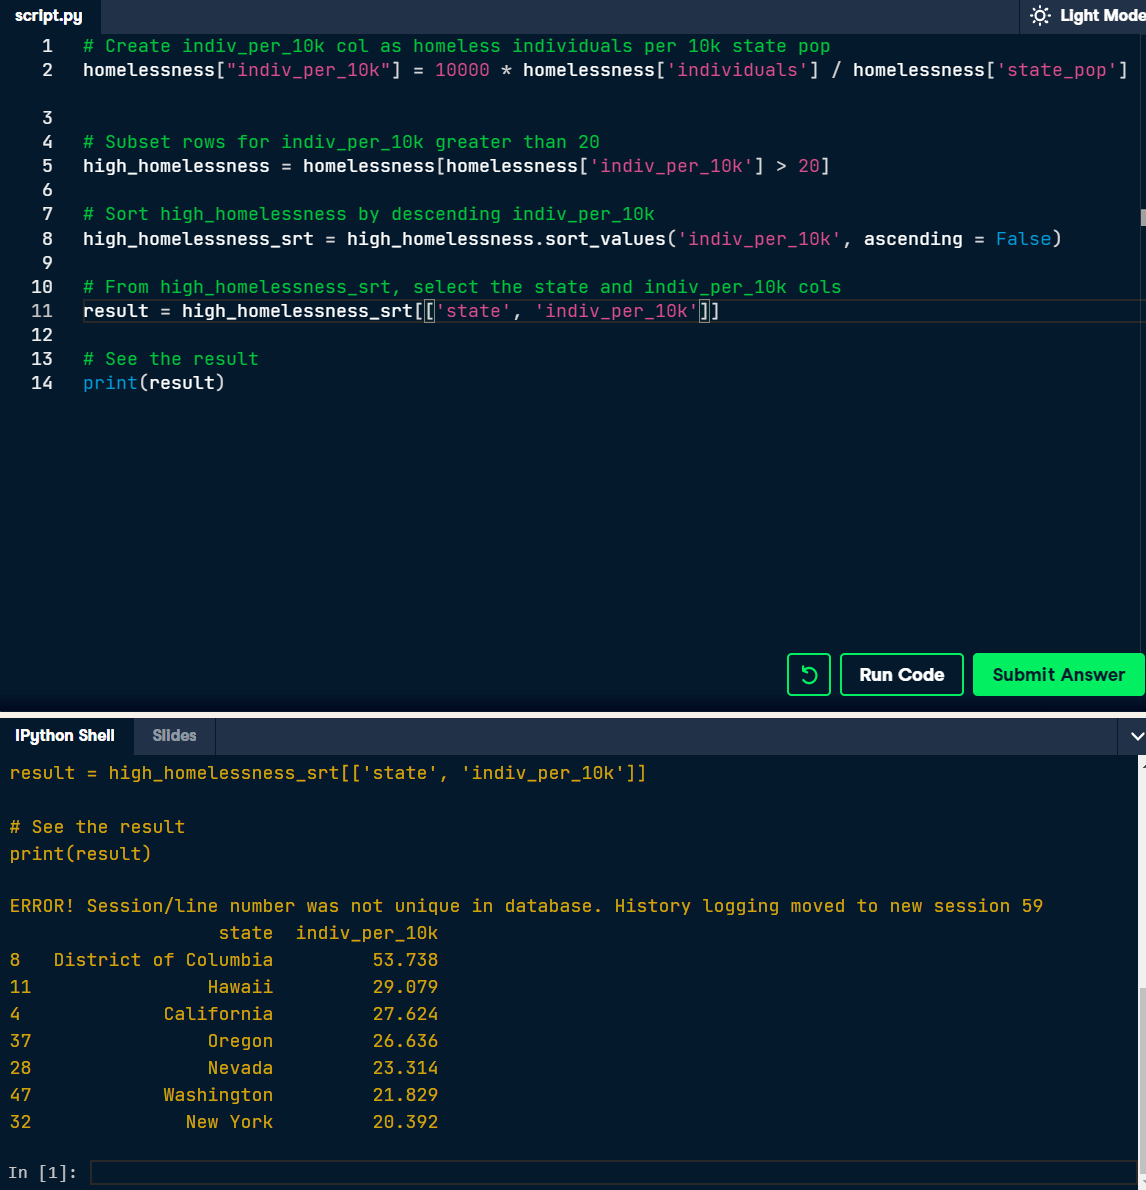 script.py
Light Mode
1 # Create indiv_per_10k col as homeless individuals per 10k state pop
2 homelessness["indiv_per_10k"] = 10000 * homelessness['individuals'] / homelessness['state_pop']
3
4 # Subset rows for indiv_per_10k greater than 20
5 high_homelessness = homelessness[homelessness['indiv_per_10k'] > 20]
6
7 # Sort high_homelessness by descending indiv_per_10k
8 high_homelessness_srt = high_homelessness.sort_values('indiv_per_10k', ascending = False)
9
10 # From high_homelessness_srt, select the state and indiv_per_10k cols
11 result = high_homelessness_srt[['state', 'indiv_per_10k']]
12
13 # See the result
14 print(result)
Run Code
Submit Answer
IPython Shell
Slides
result = high_homelessness_srt[['state', 'indiv_per_10k']]
# See the result
print(result)
ERROR! Session/line number was not unique in database. History logging moved to new session 59
state indiv_per_10k
8 District of Columbia 53.738
11 Hawaii 29.079
4 California 27.624
37 Oregon 26.636
28 Nevada 23.314
47 Washington 21.829
32 New York 20.392
In [1]: